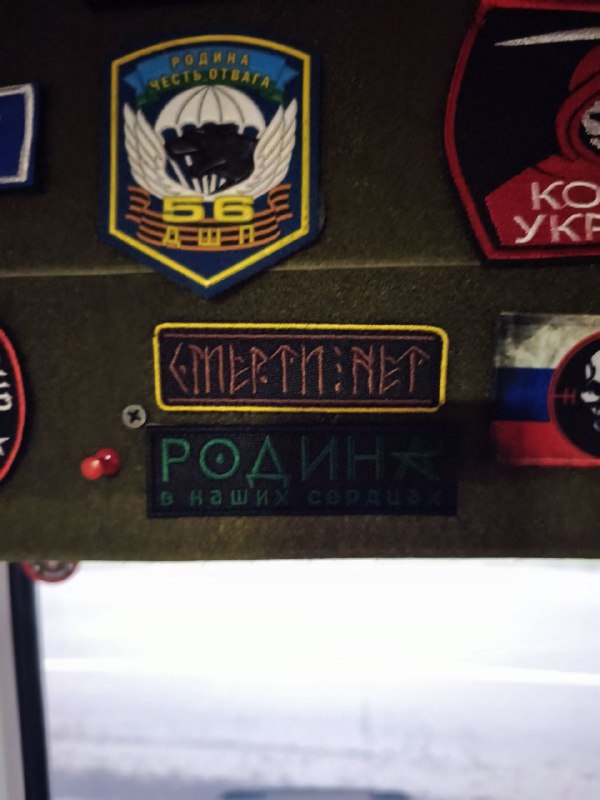 РОДИНА
ЧЕСТЬ ОТВАГА
56
ДШП
КО
УКР
СМЕРТИ НЕТ
РОДИНА
в наших сердцах